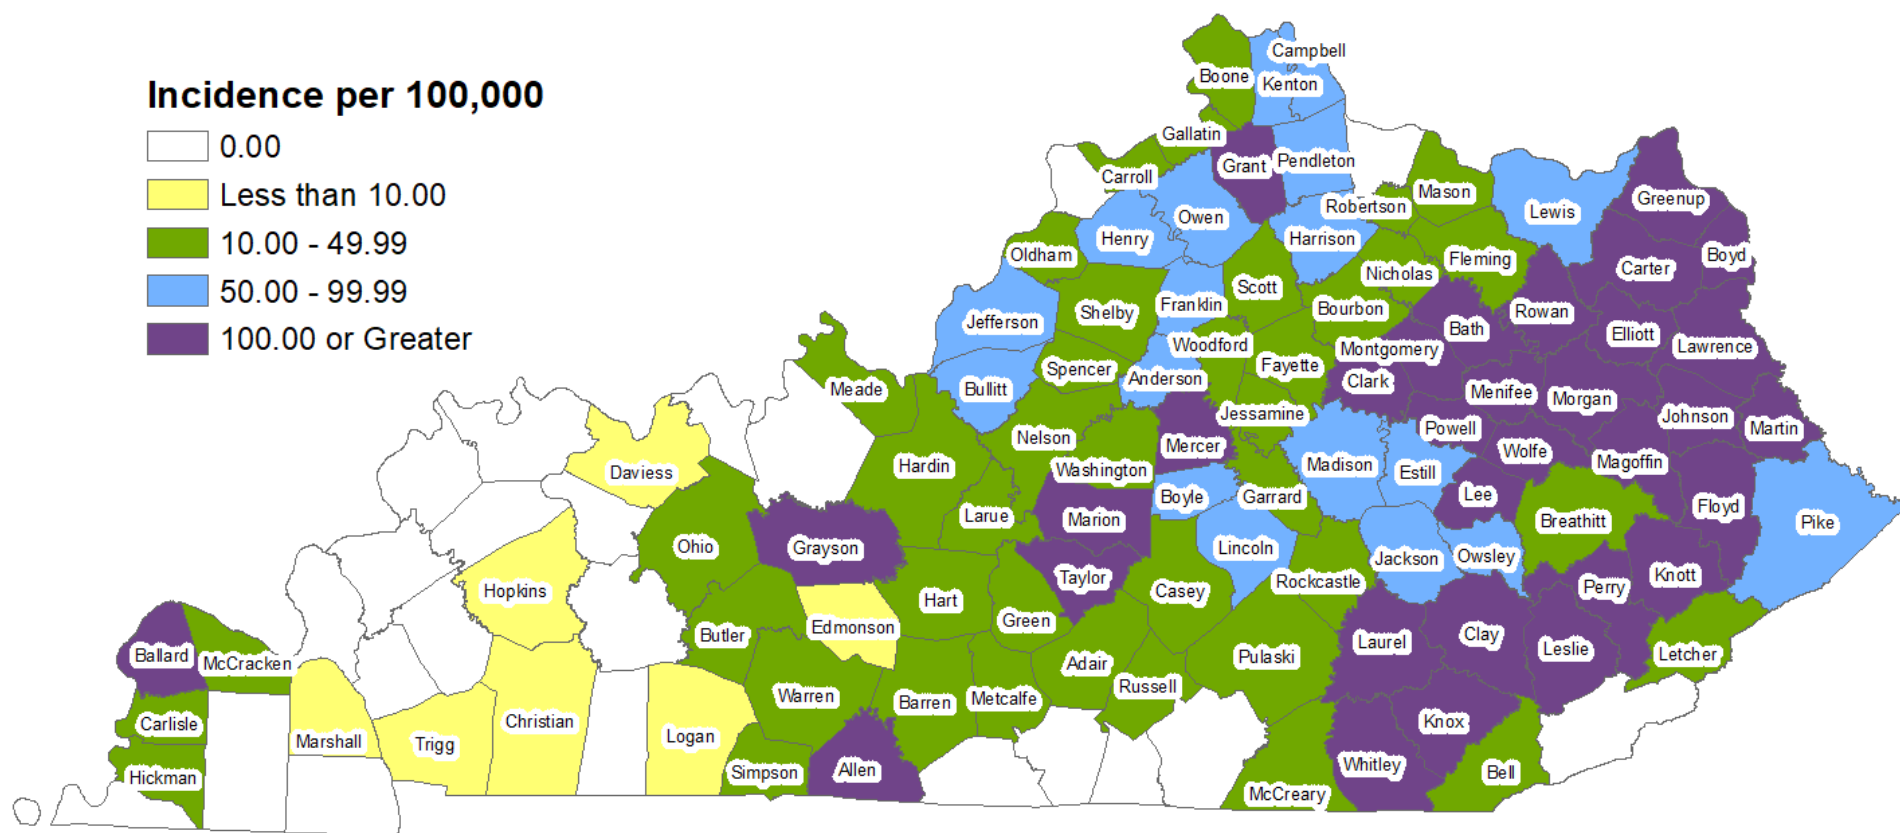 Incidence per 100,000
0.00
Less than 10.00
10.00 - 49.99
50.00 - 99.99
100.00 or Greater
Campbell
Boone
Kenton
Gallatin
Grant
Pendleton
Carroll
Mason
Robertson
Lewis
Greenup
Owen
Henry
Harrison
Oldham
Fleming
Boyd
Nicholas
Carter
Scott
Franklin
Shelby
Bourbon
Rowan
Jefferson
Bath
Elliott
Woodford
Montgomery
Lawrence
Fayette
Spencer
Anderson
Clark
Bullitt
Meade
Menifee
Morgan
Jessamine
Johnson
Powell
Martin
Nelson
Mercer
Wolfe
Hardin
Washington
Madison
Magoffin
Daviess
Estill
Lee
Boyle
Garrard
Floyd
Larue
Marion
Breathitt
Pike
Ohio
Grayson
Lincoln
Owsley
Jackson
Knott
Taylor
Rockcastle
Perry
Hopkins
Casey
Hart
Green
Edmonson
Butler
Clay
Laurel
Leslie
Ballard
McCracken
Adair
Pulaski
Letcher
Russell
Warren
Metcalfe
Barren
Carlisle
Christian
Knox
Logan
Marshall
Trigg
Whitley
Hickman
Simpson
Allen
Bell
McCreary